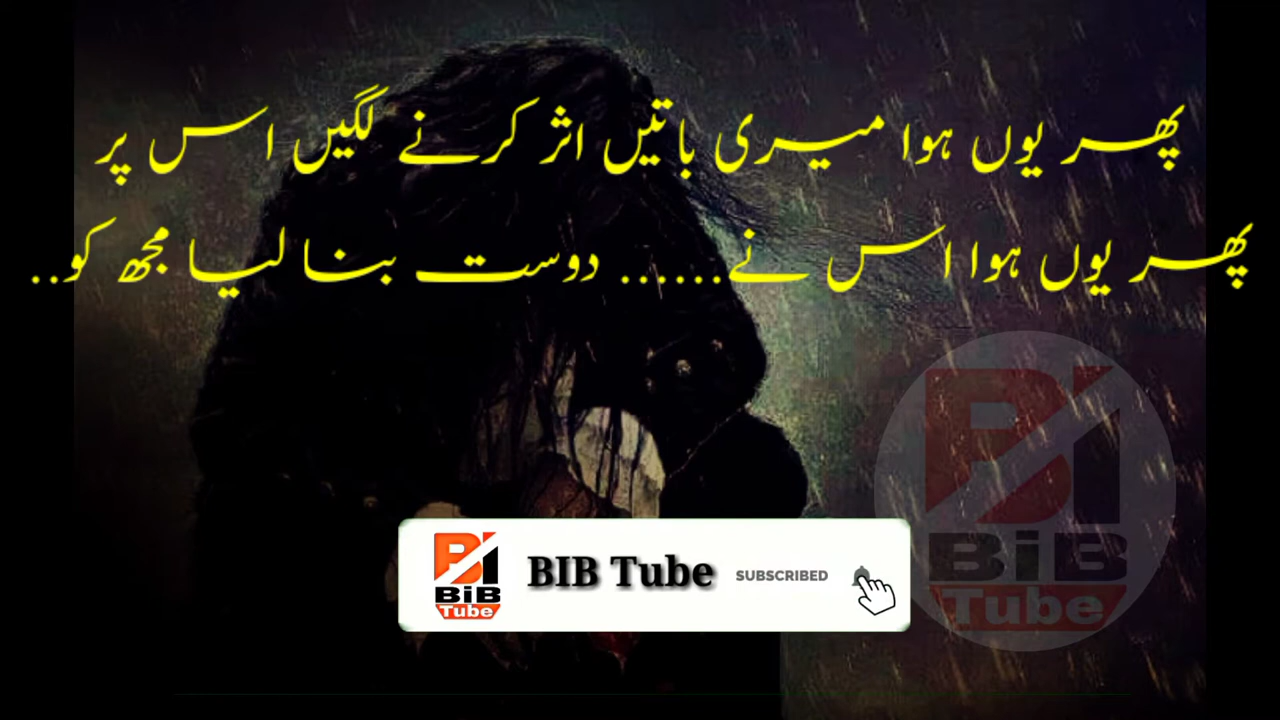 پھر یوں ہوا میری باتیں اثر کرنے لگیں اس پر
پھر یوں ہوا اس نے...... دوست بنا لیا مجھ کو..
BiB
Tube
BIB Tube
SUBSCRIBED
BiB
Tube